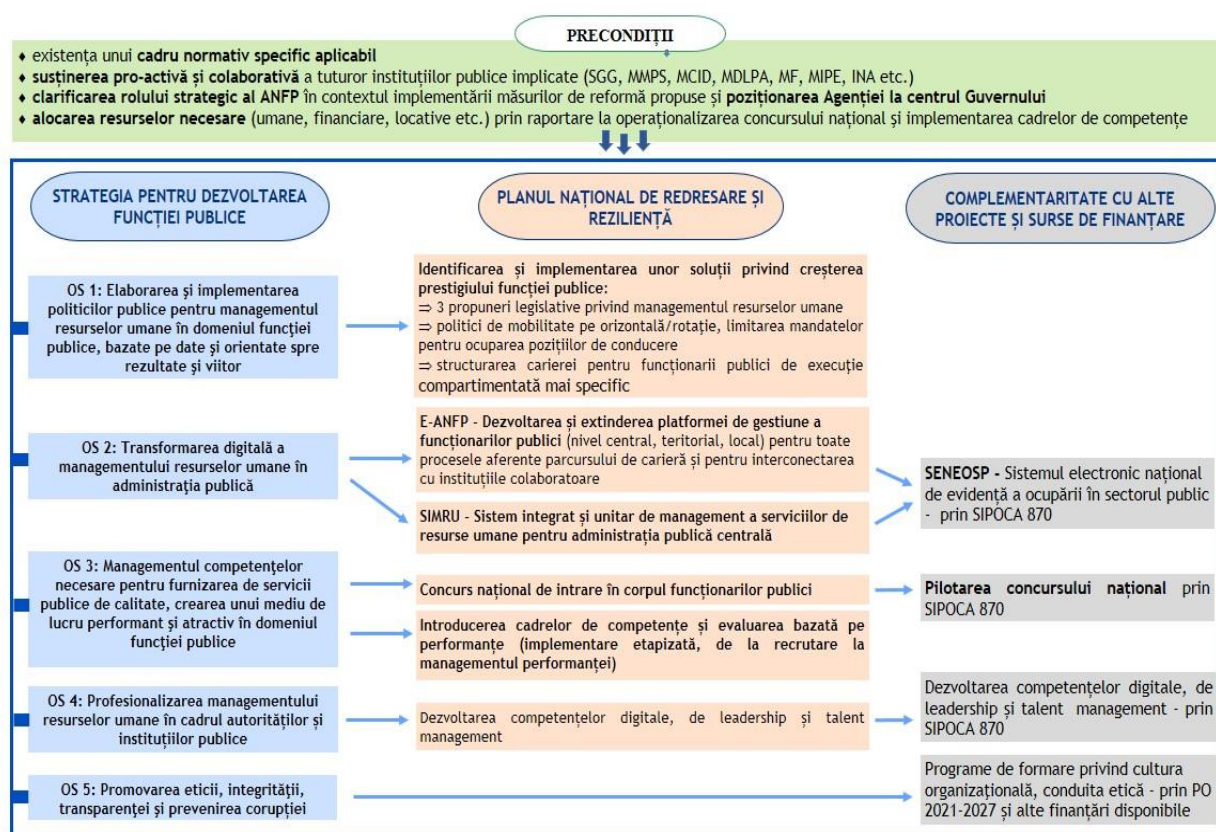 PRECONDIȚII
♦ existența unui cadru normativ specific aplicabil
♦ susținerea pro-activă și colaborativă a tuturor instituțiilor publice implicate (SGG, MMPS, MCID, MDLPA, MF, MIPE, INA etc.)
♦ clarificarea rolului strategic al ANFP în contextul implementării măsurilor de reformă propuse și poziționarea Agenției la centrul Guvernului
♦ alocarea resurselor necesare (umane, financiare, locative etc.) prin raportare la operaționalizarea concursului național și implementarea cadrelor de competențe
STRATEGIA PENTRU DEZVOLTAREA
FUNCȚIEI PUBLICE
PLANUL NAȚIONAL DE REDRESARE ȘI
REZILIENȚĂ
COMPLEMENTARITATE CU ALTE
PROIECTE ȘI SURSE DE FINANȚARE
OS 1: Elaborarea și implementarea
politicilor publice pentru managementul
resurselor umane în domeniul funcției
publice, bazate pe date și orientate spre
rezultate și viitor
Identificarea și implementarea unor soluții privind creșterea
prestigiului funcției publice:
⇒ 3 propuneri legislative privind managementul resurselor umane
⇒ politici de mobilitate pe orizontală/rotație, limitarea mandatelor
pentru ocuparea pozițiilor de conducere
⇒ structurarea carierei pentru funcționarii publici de execuție
compartimentată mai specific
OS 2: Transformarea digitală a
managementului resurselor umane în
administrația publică
E-ANFP - Dezvoltarea și extinderea platformei de gestiune a
funcționarilor publici (nivel central, teritorial, local) pentru toate
procesele aferente parcursului de carieră și pentru interconectarea
cu instituțiile colaboratoare
SIMRU - Sistem integrat și unitar de management a serviciilor de
resurse umane pentru administrația publică centrală
SENEOSP - Sistemul electronic național
de evidență a ocupării în sectorul public
- prin SIPOCA 870
OS 3: Managementul competențelor
necesare pentru furnizarea de servicii
publice de calitate, crearea unui mediu de
lucru performant și atractiv în domeniul
funcției publice
Concurs național de intrare în corpul funcționarilor publici
Pilotarea concursului național prin
SIPOCA 870
Introducerea cadrelor de competențe și evaluarea bazată pe
performanțe (implementare etapizată, de la recrutare la
managementul performanței)
OS 4: Profesionalizarea managementului
resurselor umane în cadrul autorităților și
instituțiilor publice
Dezvoltarea competențelor digitale, de leadership și talent
management
Dezvoltarea competențelor digitale, de
leadership și talent management - prin
SIPOCA 870
OS 5: Promovarea eticii, integrității,
transparenței și prevenirea corupției
Programe de formare privind cultura
organizațională, conduita etică - prin PO
2021-2027 și alte finanțări disponibile